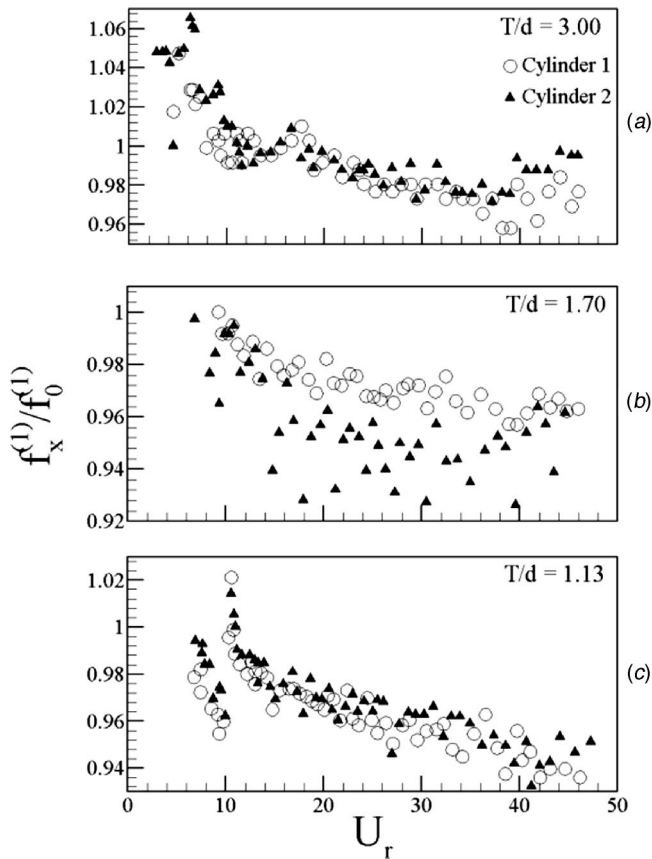 1.06
1.04
1.02
1
0.98
0.96
T/d = 3.00
Cylinder 1
Cylinder 2
(a)
1
0.98
0.96
0.94
0.92
T/d = 1.70
(b)
f_x^(1)/f_0^(1)
1.02
1
0.98
0.96
0.94
T/d = 1.13
(c)
0 10 20 30 40 50
U_r